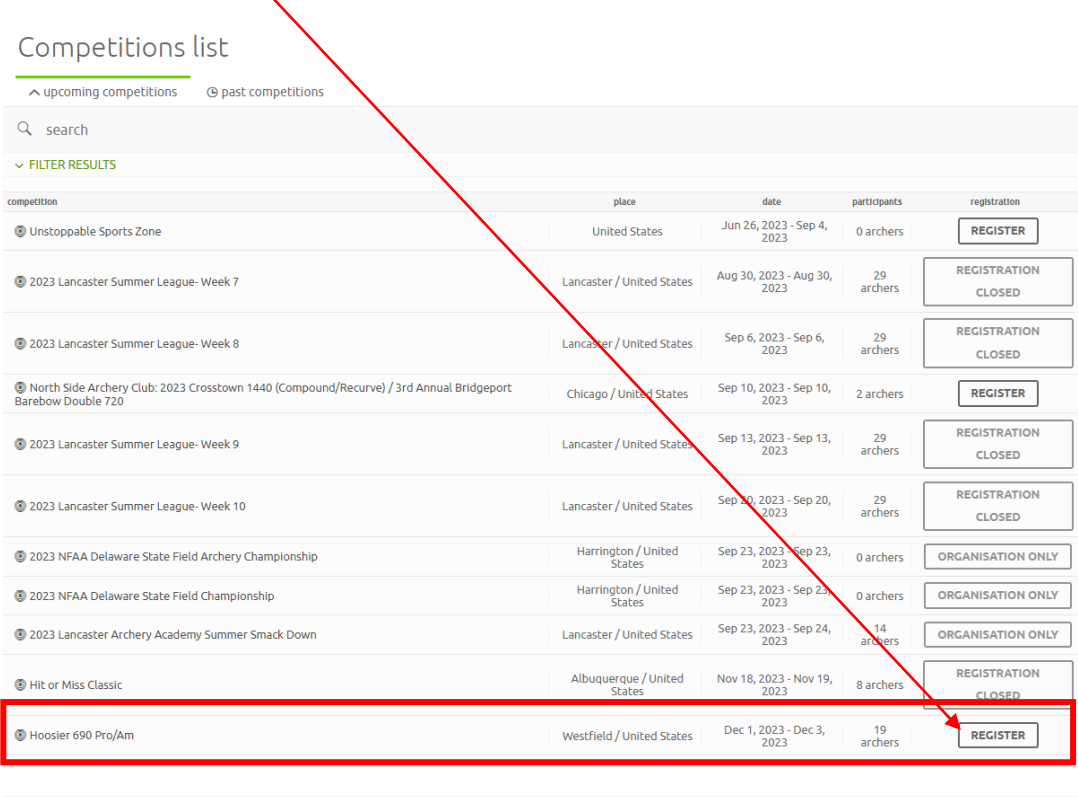 Competitions list
upcoming competitions past competitions
search
FILTER RESULTS
competition place date participants registration
Unstoppable Sports Zone United States Jun 26, 2023 - Sep 4, 2023 0 archers REGISTER
2023 Lancaster Summer League- Week 7 Lancaster / United States Aug 30, 2023 - Aug 30, 2023 29 archers REGISTRATION CLOSED
2023 Lancaster Summer League- Week 8 Lancaster / United States Sep 6, 2023 - Sep 6, 2023 29 archers REGISTRATION CLOSED
North Side Archery Club: 2023 Crosstown 1440 (Compound/Recurve) / 3rd Annual Bridgeport Barebow Double 720 Chicago / United States Sep 10, 2023 - Sep 10, 2023 2 archers REGISTER
2023 Lancaster Summer League- Week 9 Lancaster / United States Sep 13, 2023 - Sep 13, 2023 29 archers REGISTRATION CLOSED
2023 Lancaster Summer League- Week 10 Lancaster / United States Sep 20, 2023 - Sep 20, 2023 29 archers REGISTRATION CLOSED
2023 NFAA Delaware State Field Archery Championship Harrington / United States Sep 23, 2023 - Sep 23, 2023 0 archers ORGANISATION ONLY
2023 NFAA Delaware State Field Championship Harrington / United States Sep 23, 2023 - Sep 23, 2023 0 archers ORGANISATION ONLY
2023 Lancaster Archery Academy Summer Smack Down Lancaster / United States Sep 23, 2023 - Sep 24, 2023 14 archers ORGANISATION ONLY
Hit or Miss Classic Albuquerque / United States Nov 18, 2023 - Nov 19, 2023 8 archers REGISTRATION CLOSED
Hoosier 690 Pro/Am Westfield / United States Dec 1, 2023 - Dec 3, 2023 19 archers REGISTER